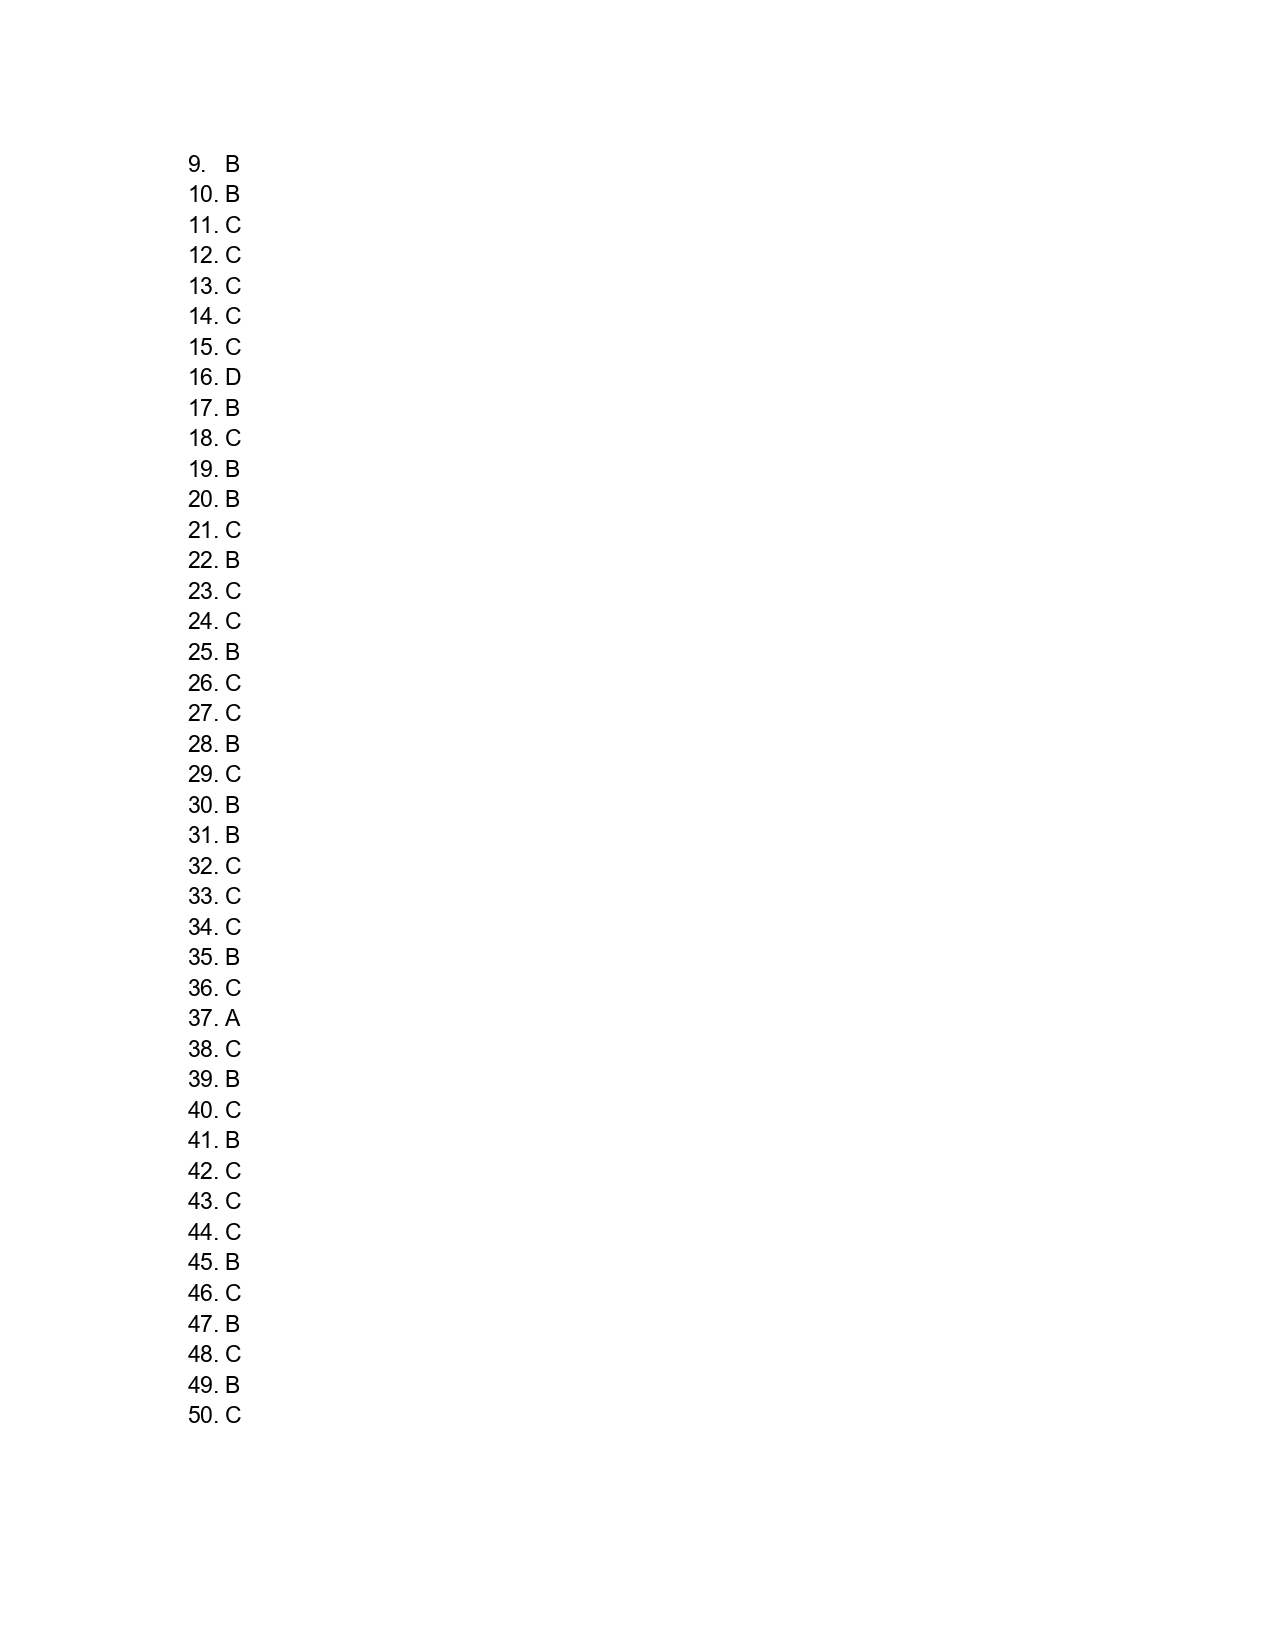 9. B
10. B
11. C
12. C
13. C
14. C
15. C
16. D
17. B
18. C
19. B
20. B
21. C
22. B
23. C
24. C
25. B
26. C
27. C
28. B
29. C
30. B
31. B
32. C
33. C
34. C
35. B
36. C
37. A
38. C
39. B
40. C
41. B
42. C
43. C
44. C
45. B
46. C
47. B
48. C
49. B
50. C